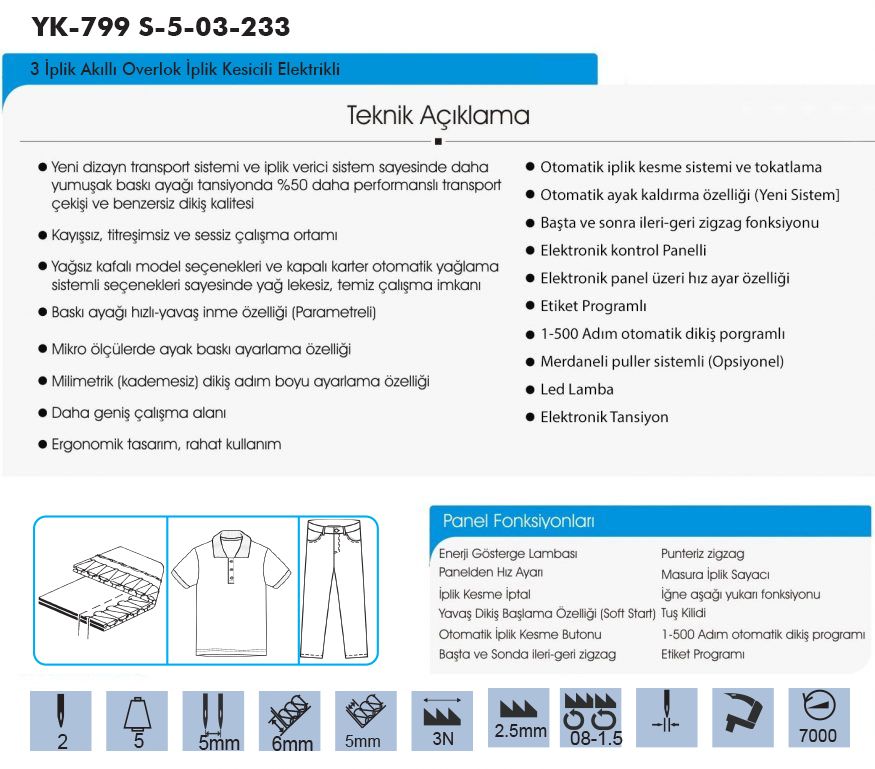 YK-799 S-5-03-233
3 İplik Akıllı Overlok İplik Kesicili Elektrikli
Teknik Açıklama
● Yeni dizayn transport sistemi ve iplik verici sistem sayesinde daha
yumuşak baskı ayağı tansiyonda %50 daha performanslı transport
çekişi ve benzersiz dikiş kalitesi
● Kayışsız, titreşimsiz ve sessiz çalışma ortamı
● Yağsız kafalı model seçenekleri ve kapalı karter otomatik yağlama
sistemli seçenekleri sayesinde yağ lekesiz, temiz çalışma imkanı
● Baskı ayağı hızlı-yavaş inme özelliği (Parametreli)
● Mikro ölçülerde ayak baskı ayarlama özelliği
● Milimetrik (kademesiz) dikiş adım boyu ayarlama özelliği
● Daha geniş çalışma alanı
● Ergonomik tasarım, rahat kullanım
● Otomatik iplik kesme sistemi ve tokatlama
● Otomatik ayak kaldırma özelliği (Yeni Sistem]
● Başta ve sonra ileri-geri zigzag fonksiyonu
● Elektronik kontrol Panelli
● Elektronik panel üzeri hız ayar özelliği
● Etiket Programlı
● 1-500 Adım otomatik dikiş porgramlı
● Merdaneli puller sistemli (Opsiyonel)
● Led Lamba
● Elektronik Tansiyon
Panel Fonksiyonları
Enerji Gösterge Lambası
Panelden Hız Ayarı
İplik Kesme İptal
Yavaş Dikiş Başlama Özelliği (Soft Start)
Otomatik İplik Kesme Butonu
Başta ve Sonda ileri-geri zigzag
Punteriz zigzag
Masura İplik Sayacı
İğne aşağı yukarı fonksiyonu
Tuş Kilidi
1-500 Adım otomatik dikiş programı
Etiket Programı
2
5
5mm
6mm
5mm
3N
2.5mm
08-1.5
7000